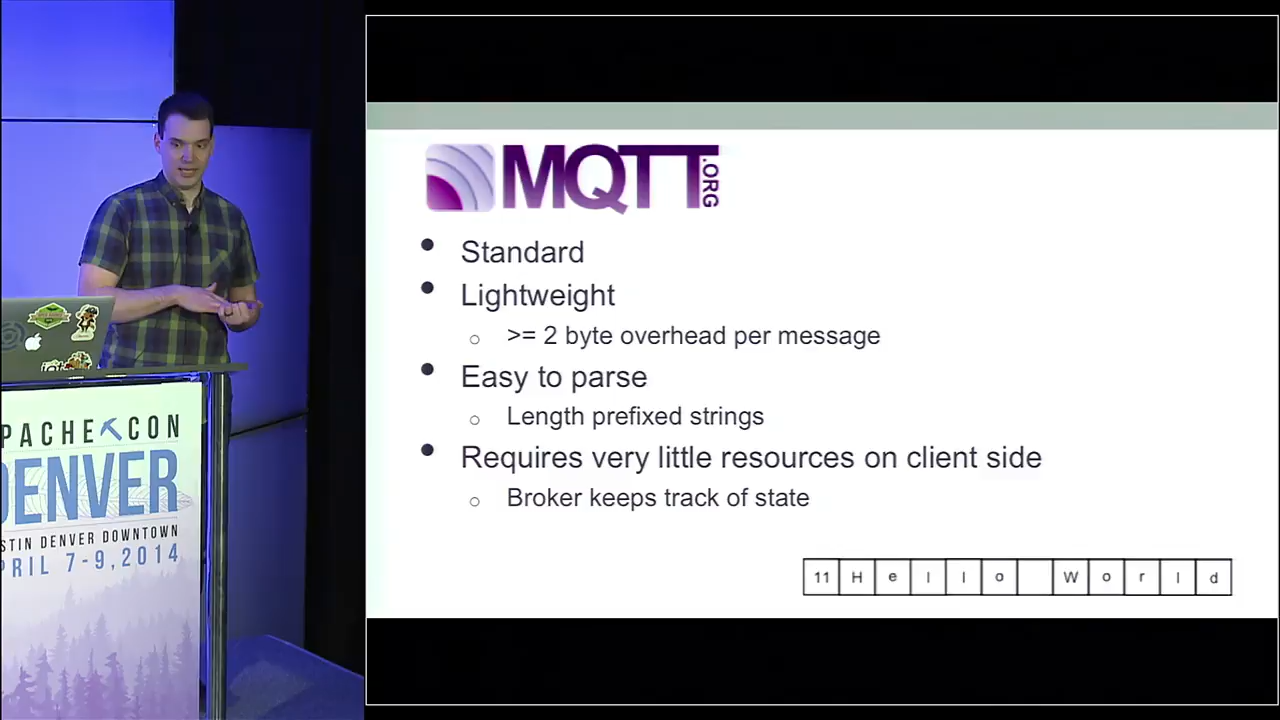 MQTT.ORG
• Standard
• Lightweight
○ >= 2 byte overhead per message
• Easy to parse
○ Length prefixed strings
• Requires very little resources on client side
○ Broker keeps track of state
11 H e l l o W o r l d
PACHE CON
DENVER
STIN DENVER DOWNTOWN
PRIL 7-9,2014